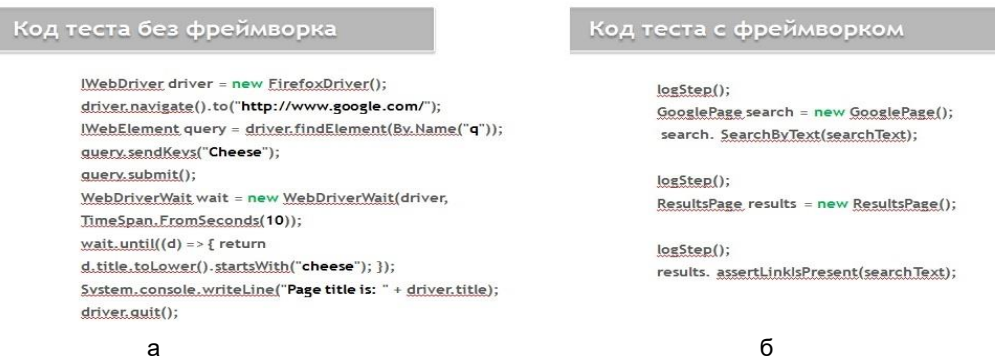 Код теста без фреймворка
IWebDriver driver = new FirefoxDriver();
driver.navigate().to("http://www.google.com/");
IWebElement query = driver.findElement(By.Name("q"));
query.sendKeys("Cheese");
query.submit();
WebDriverWait wait = new WebDriverWait(driver,
TimeSpan.FromSeconds(10));
wait.until((d) => { return
d.title.toLower().startsWith("cheese"); });
System.console.writeLine("Page title is: " + driver.title);
driver.quit();
а
Код теста с фреймворком
logStep();
GooglePage search = new GooglePage();
search. SearchByText(searchText);
logStep();
ResultsPage results = new ResultsPage();
logStep();
results. assertLinkIsPresent(searchText);
б